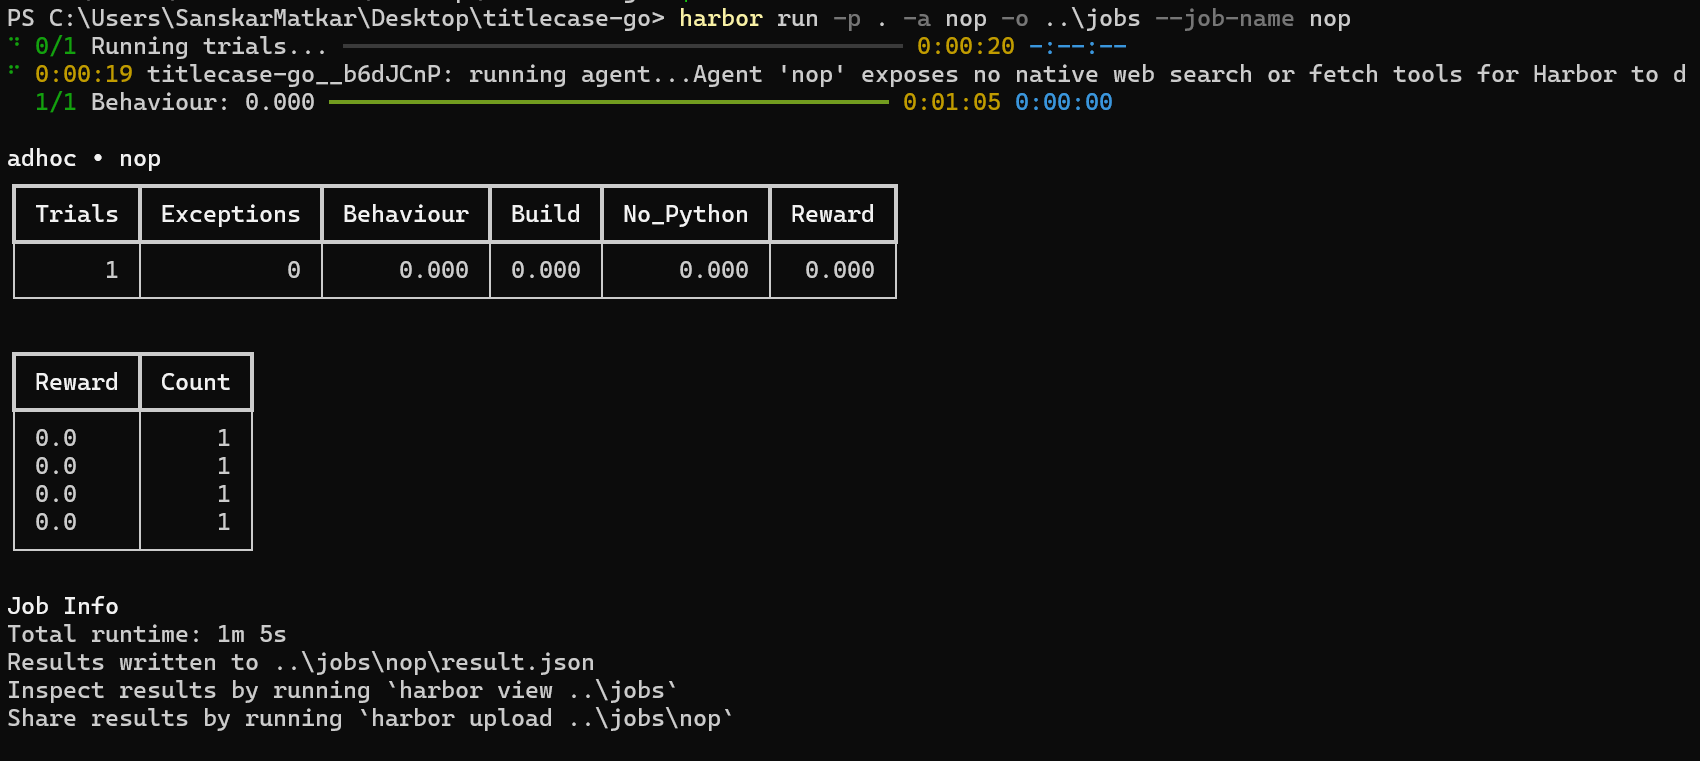 PS C:\Users\SanskarMatkar\Desktop\titlecase-go> harbor run -p . -a nop -o ..\jobs --job-name nop
0/1 Running trials... 0:00:20 -:--:--
0:00:19 titlecase-go__b6dJCnP: running agent...Agent 'nop' exposes no native web search or fetch tools for Harbor to d
1/1 Behaviour: 0.000 0:01:05 0:00:00
adhoc • nop
Trials Exceptions Behaviour Build No_Python Reward
1 0 0.000 0.000 0.000 0.000
Reward Count
0.0 1
0.0 1
0.0 1
0.0 1
Job Info
Total runtime: 1m 5s
Results written to ..\jobs\nop\result.json
Inspect results by running `harbor view ..\jobs`
Share results by running `harbor upload ..\jobs\nop`